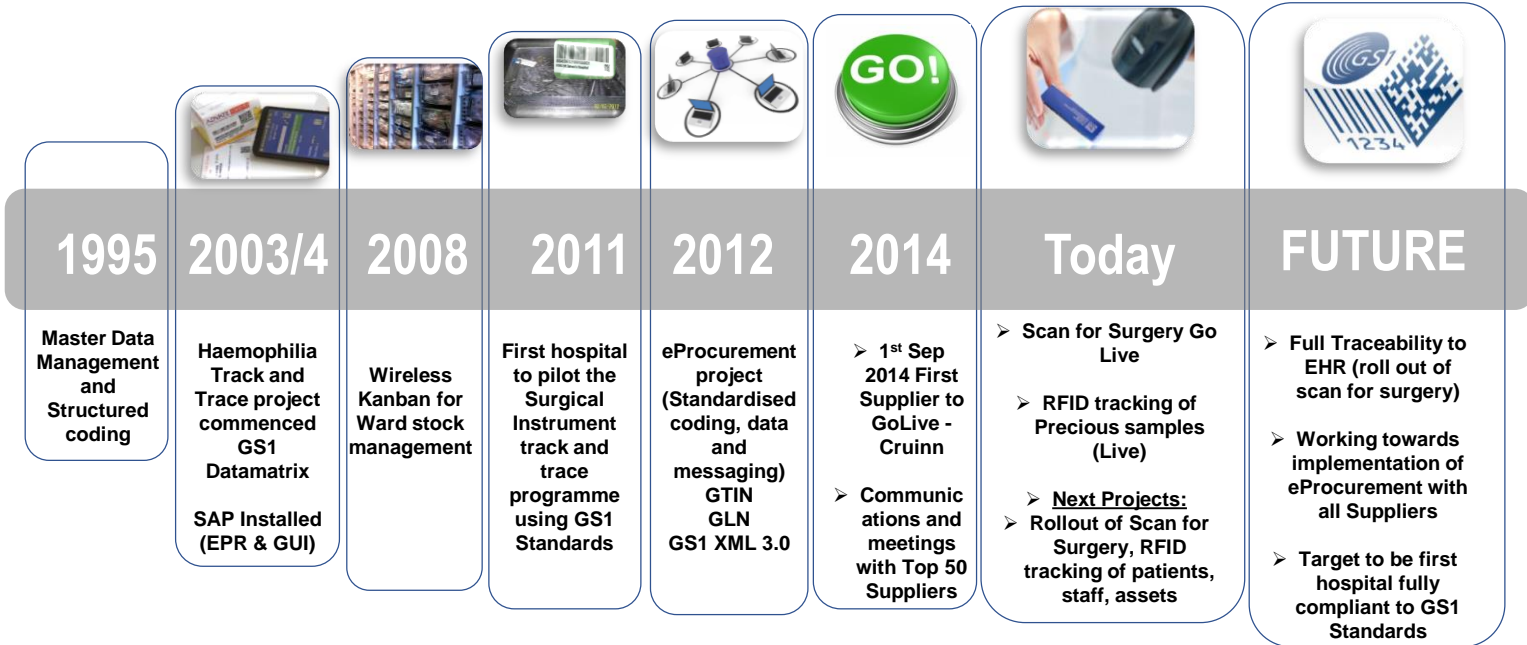 GO!
GS1
1234
1995
2003/4
2008
2011
2012
2014
Today
FUTURE
Master Data
Management
and
Structured
coding
Haemophilia
Track and
Trace project
commenced
GS1
Datamatrix
SAP Installed
(EPR & GUI)
Wireless
Kanban for
Ward stock
management
First hospital
to pilot the
Surgical
Instrument
track and
trace
programme
using GS1
Standards
eProcurement
project
(Standardised
coding, data
and
messaging)
GTIN
GLN
GS1 XML 3.0
➢ 1st Sep
2014 First
Supplier to
GoLive -
Cruinn
➢ Communic
ations and
meetings
with Top 50
Suppliers
➢ Scan for Surgery Go
Live
➢ RFID tracking of
Precious samples
(Live)
➢ Next Projects:
➢ Rollout of Scan for
Surgery, RFID
tracking of patients,
staff, assets
➢ Full Traceability to
EHR (roll out of
scan for surgery)
➢ Working towards
implementation of
eProcurement with
all Suppliers
➢ Target to be first
hospital fully
compliant to GS1
Standards